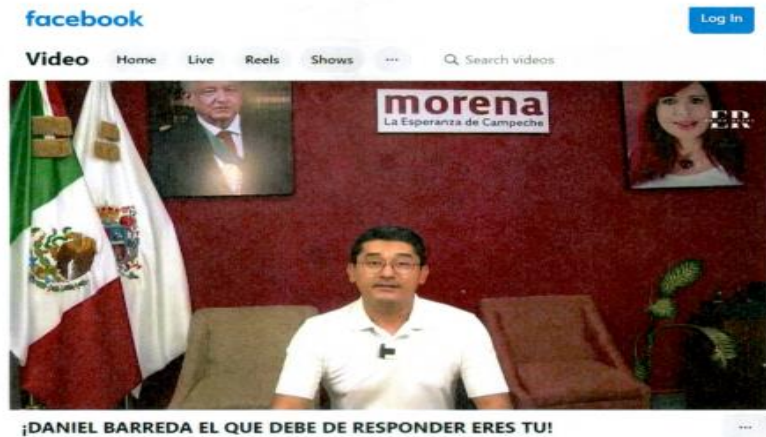 facebook
Log In
Video Home Live Reels Shows ... Search videos
morena
La Esperanza de Campeche
ER
¡DANIEL BARREDA EL QUE DEBE DE RESPONDER ERES TU!
...